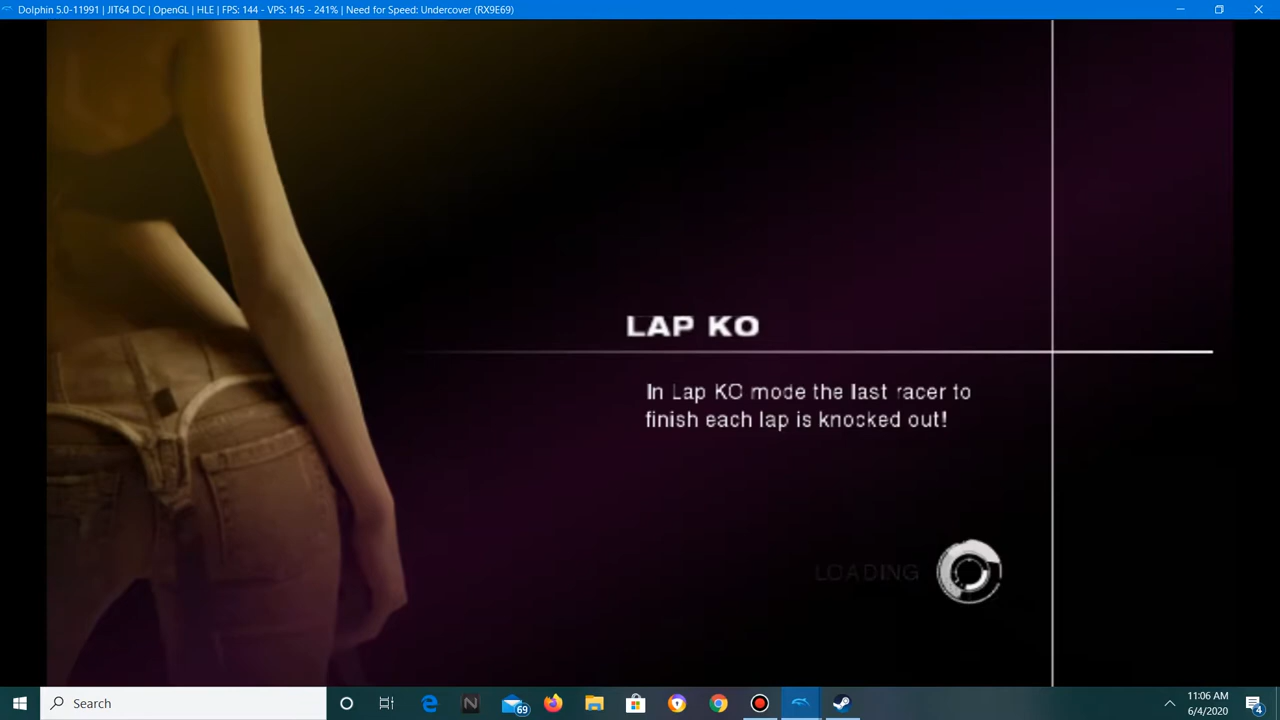 Dolphin 5.0-11991 | JIT64 DC | OpenGL | HLE | FPS: 144 - VPS: 145 - 241% | Need for Speed: Undercover (RX9E69)
LAP KO
In Lap KO mode the last racer to
finish each lap is knocked out!
LOADING
Search
69
11:06 AM
6/4/2020
4